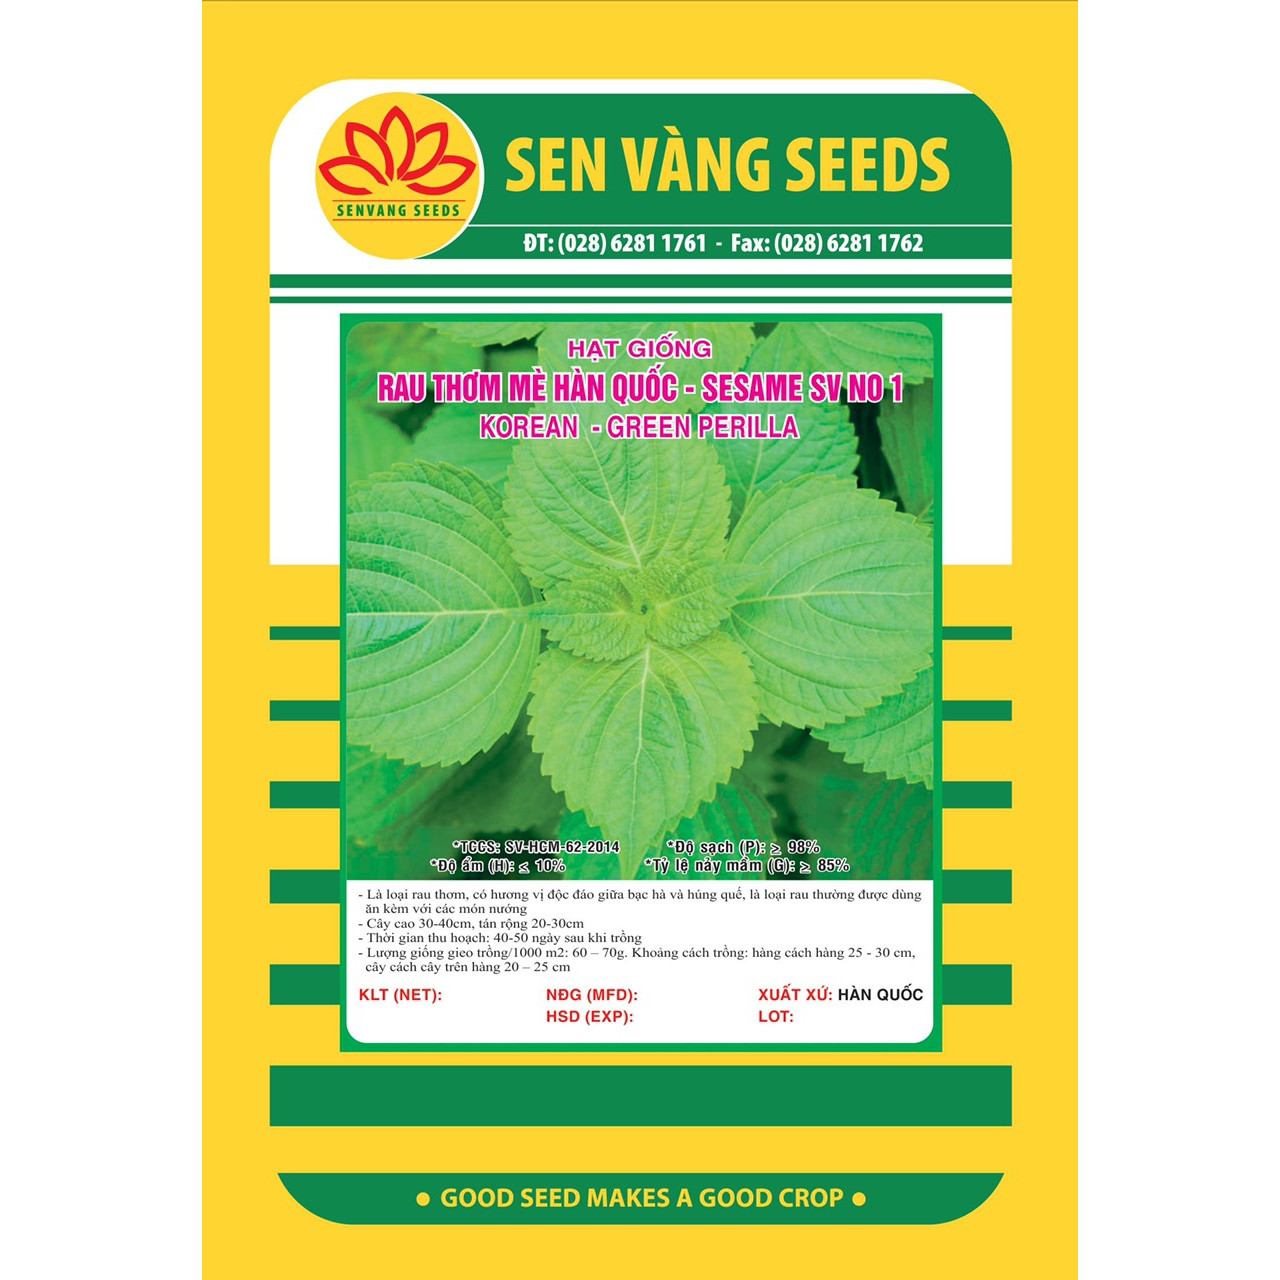 SENVANG SEEDS
SEN VÀNG SEEDS
ĐT: (028) 6281 1761 - Fax: (028) 6281 1762
HẠT GIỐNG
RAU THƠM MÈ HÀN QUỐC - SESAME SV NO 1
KOREAN - GREEN PERILLA
*TCCS: SV-HCM-62-2014 *Độ sạch (P): ≥ 98%
*Độ ẩm (H): ≤ 10% *Tỷ lệ nảy mầm (G): ≥ 85%
- Là loại rau thơm, có hương vị độc đáo giữa bạc hà và húng quế, là loại rau thường được dùng
ăn kèm với các món nướng
- Cây cao 30-40cm, tán rộng 20-30cm
- Thời gian thu hoạch: 40-50 ngày sau khi trồng
- Lượng giống gieo trồng/1000 m2: 60 – 70g. Khoảng cách trồng: hàng cách hàng 25 - 30 cm,
cây cách cây trên hàng 20 – 25 cm
KLT (NET): NĐG (MFD): XUẤT XỨ: HÀN QUỐC
HSD (EXP): LOT:
• GOOD SEED MAKES A GOOD CROP •